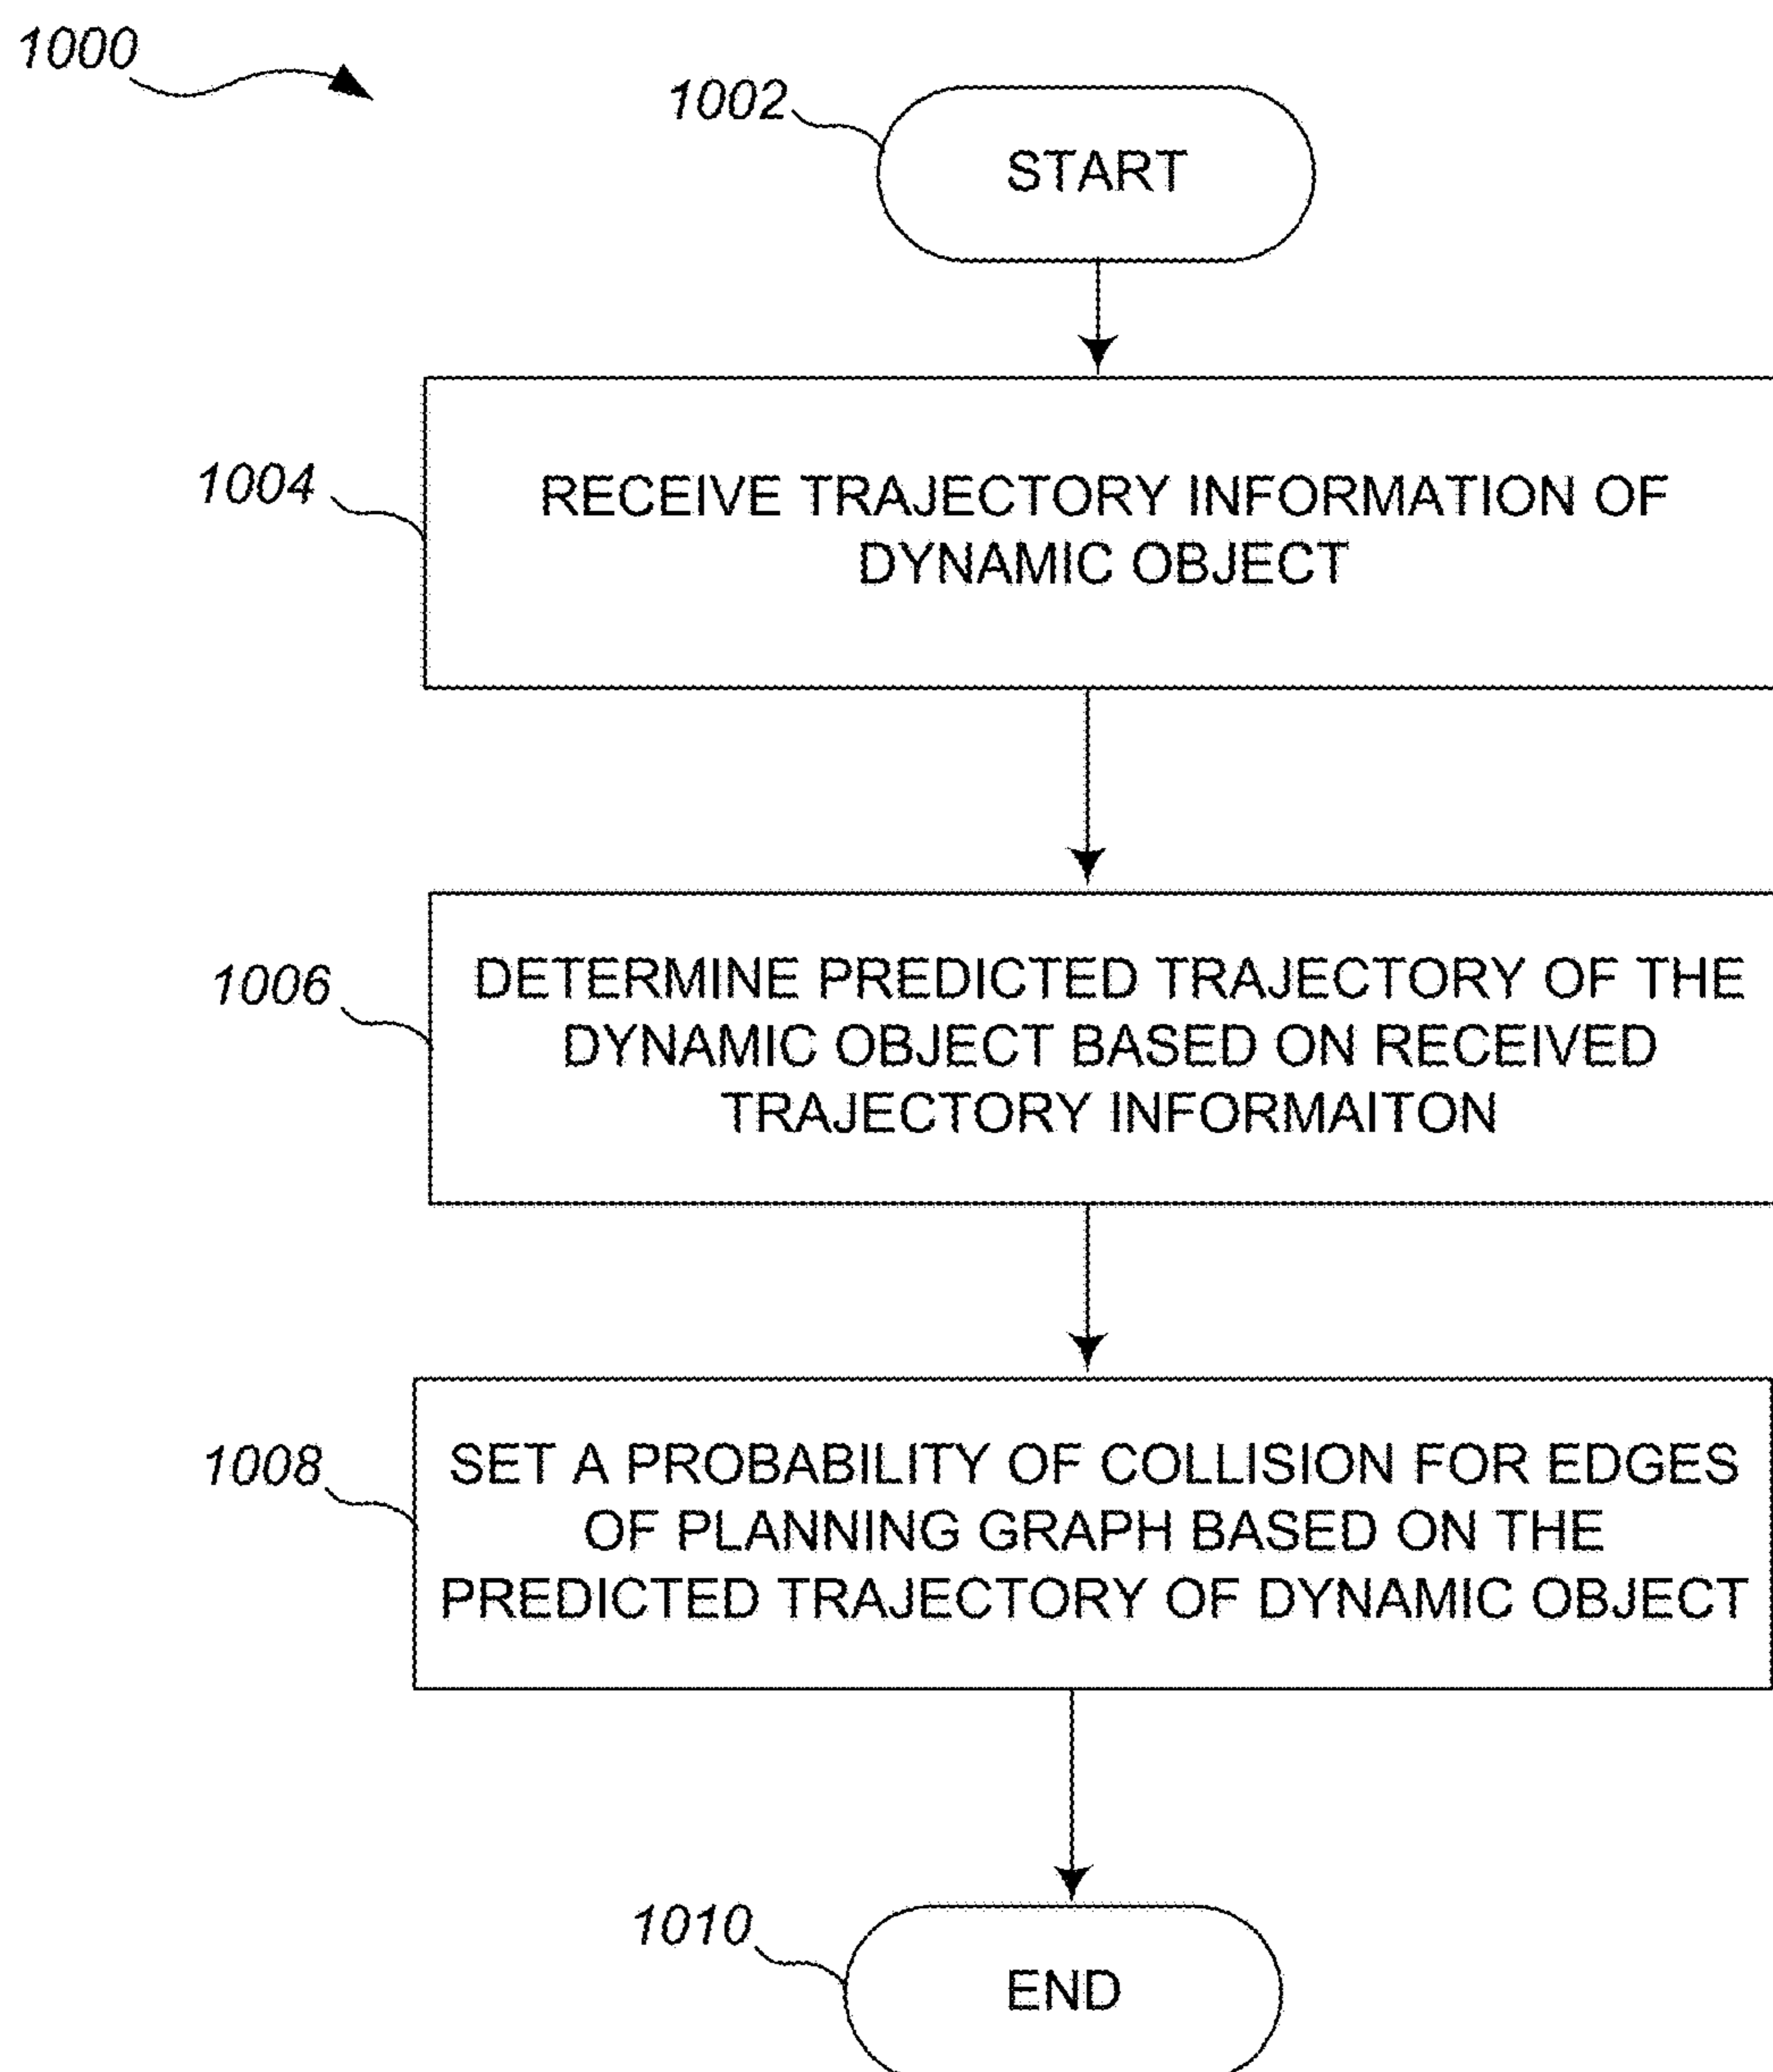 1000
1002
START
1004
RECEIVE TRAJECTORY INFORMATION OF
DYNAMIC OBJECT
1006
DETERMINE PREDICTED TRAJECTORY OF THE
DYNAMIC OBJECT BASED ON RECEIVED
TRAJECTORY INFORMAITON
1008
SET A PROBABILITY OF COLLISION FOR EDGES
OF PLANNING GRAPH BASED ON THE
PREDICTED TRAJECTORY OF DYNAMIC OBJECT
1010
END